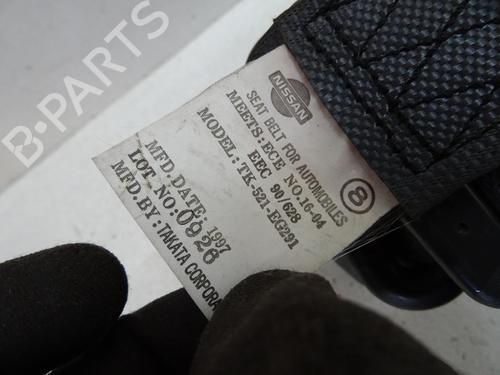 B-PARTS
NISSAN
SEAT BELT FOR AUTOMOBILES
MEETS:ECE NO.16-04
EEC 90/628
MODEL:TK-521-EG291
8
MFD.DATE.1997
LOT NO:0926
MFD.BY:TAKATA CORPORA